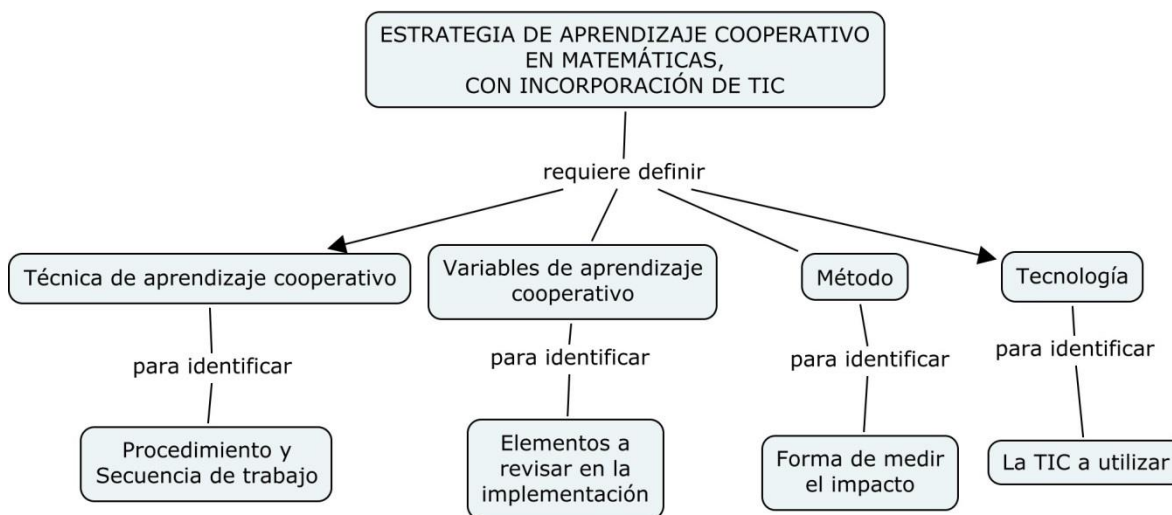 ESTRATEGIA DE APRENDIZAJE COOPERATIVO
EN MATEMÁTICAS,
CON INCORPORACIÓN DE TIC
requiere definir
Técnica de aprendizaje cooperativo
Variables de aprendizaje
cooperativo
Método
Tecnología
para identificar
para identificar
para identificar
para identificar
Procedimiento y
Secuencia de trabajo
Elementos a
revisar en la
implementación
Forma de medir
el impacto
La TIC a utilizar